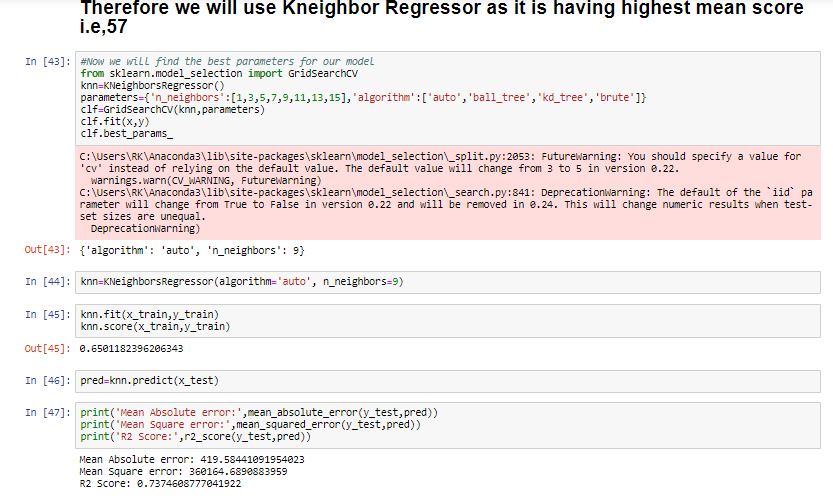 Therefore we will use Kneighbor Regressor as it is having highest mean score
i.e,57
In [43]: #Now we will find the best parameters for our model
from sklearn.model_selection import GridSearchCV
knn=KNeighborsRegressor()
parameters={'n_neighbors':[1,3,5,7,9,11,13,15],'algorithm':['auto','ball_tree','kd_tree','brute']}
clf=GridSearchCV(knn,parameters)
clf.fit(x,y)
clf.best_params_
C:\Users\RK\Anaconda3\lib\site-packages\sklearn\model_selection\_split.py:2053: FutureWarning: You should specify a value for
'cv' instead of relying on the default value. The default value will change from 3 to 5 in version 0.22.
warnings.warn(CV_WARNING, FutureWarning)
C:\Users\RK\Anaconda3\lib\site-packages\sklearn\model_selection\_search.py:841: DeprecationWarning: The default of the `iid` pa
rameter will change from True to False in version 0.22 and will be removed in 0.24. This will change numeric results when test-
set sizes are unequal.
DeprecationWarning)
Out[43]: {'algorithm': 'auto', 'n_neighbors': 9}
In [44]: knn=KNeighborsRegressor(algorithm='auto', n_neighbors=9)
In [45]: knn.fit(x_train,y_train)
knn.score(x_train,y_train)
Out[45]: 0.6501182396206343
In [46]: pred=knn.predict(x_test)
In [47]: print('Mean Absolute error:',mean_absolute_error(y_test,pred))
print('Mean Square error:',mean_squared_error(y_test,pred))
print('R2 Score:',r2_score(y_test,pred))
Mean Absolute error: 419.58441091954023
Mean Square error: 360164.6890883959
R2 Score: 0.7374608777041922